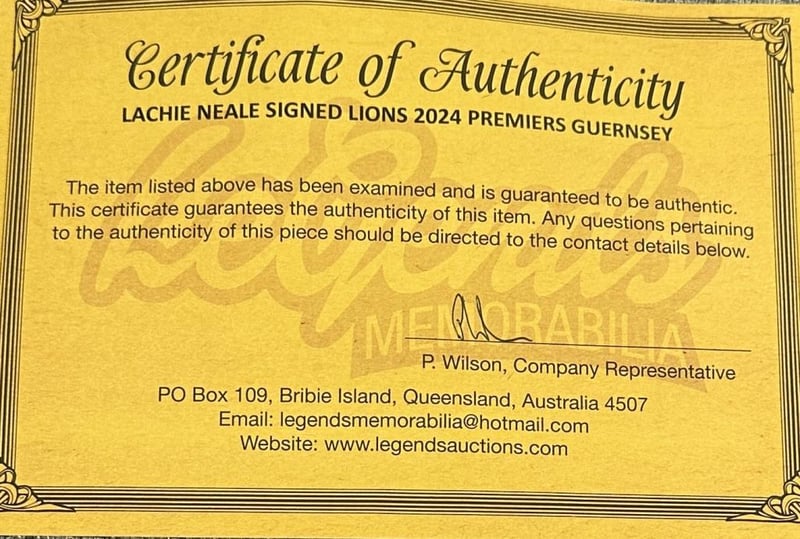 Certificate of Authenticity
LACHIE NEALE SIGNED LIONS 2024 PREMIERS GUERNSEY
The item listed above has been examined and is guaranteed to be authentic.
This certificate guarantees the authenticity of this item. Any questions pertaining
to the authenticity of this piece should be directed to the contact details below.
Legends
MEMORABILIA
P. Wilson, Company Representative
PO Box 109, Bribie Island, Queensland, Australia 4507
Email: legendsmemorabilia@hotmail.com
Website: www.legendsauctions.com